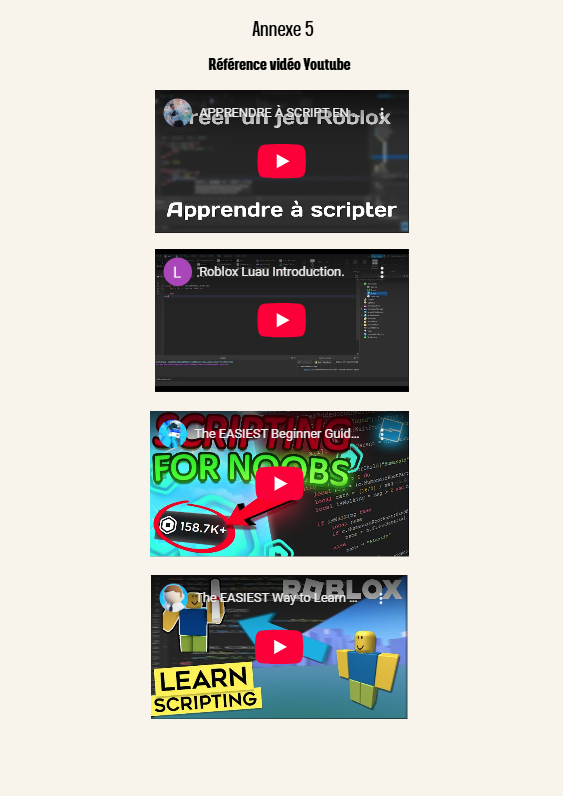 Annexe 5
Référence vidéo Youtube
APPRENDRE À SCRIPT EN...
réer un jeu Roblox
Apprendre à scripter
L
Roblox Luau Introduction.
SCRIPTING
The EASIEST Beginner Guid...
FOR NOOBS
158.7K+
ROBLOX
The EASIEST Way to Learn ...
LEARN
SCRIPTING